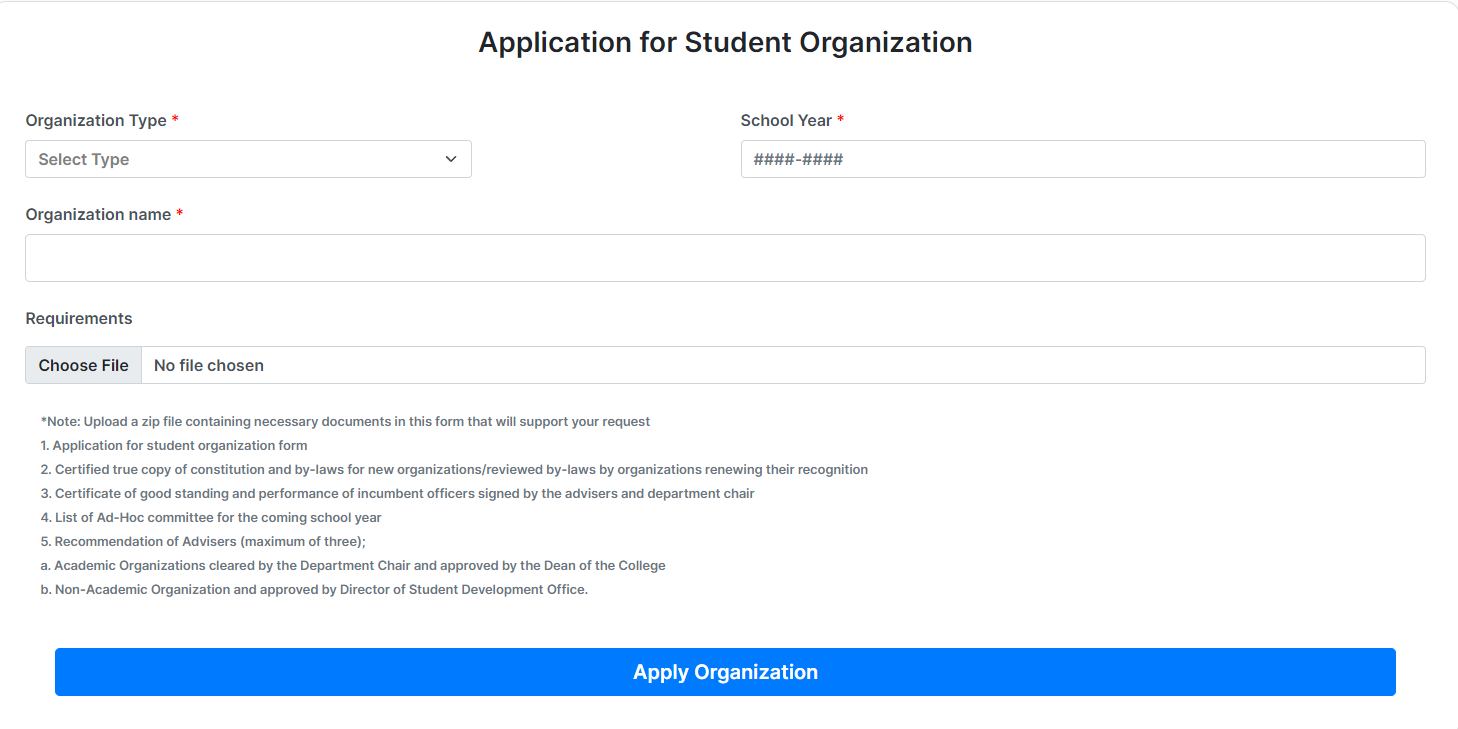 Application for Student Organization
Organization Type *
School Year *
Select Type
####-####
Organization name *
Requirements
Choose File No file chosen
*Note: Upload a zip file containing necessary documents in this form that will support your request
1. Application for student organization form
2. Certified true copy of constitution and by-laws for new organizations/reviewed by-laws by organizations renewing their recognition
3. Certificate of good standing and performance of incumbent officers signed by the advisers and department chair
4. List of Ad-Hoc committee for the coming school year
5. Recommendation of Advisers (maximum of three);
a. Academic Organizations cleared by the Department Chair and approved by the Dean of the College
b. Non-Academic Organization and approved by Director of Student Development Office.
Apply Organization